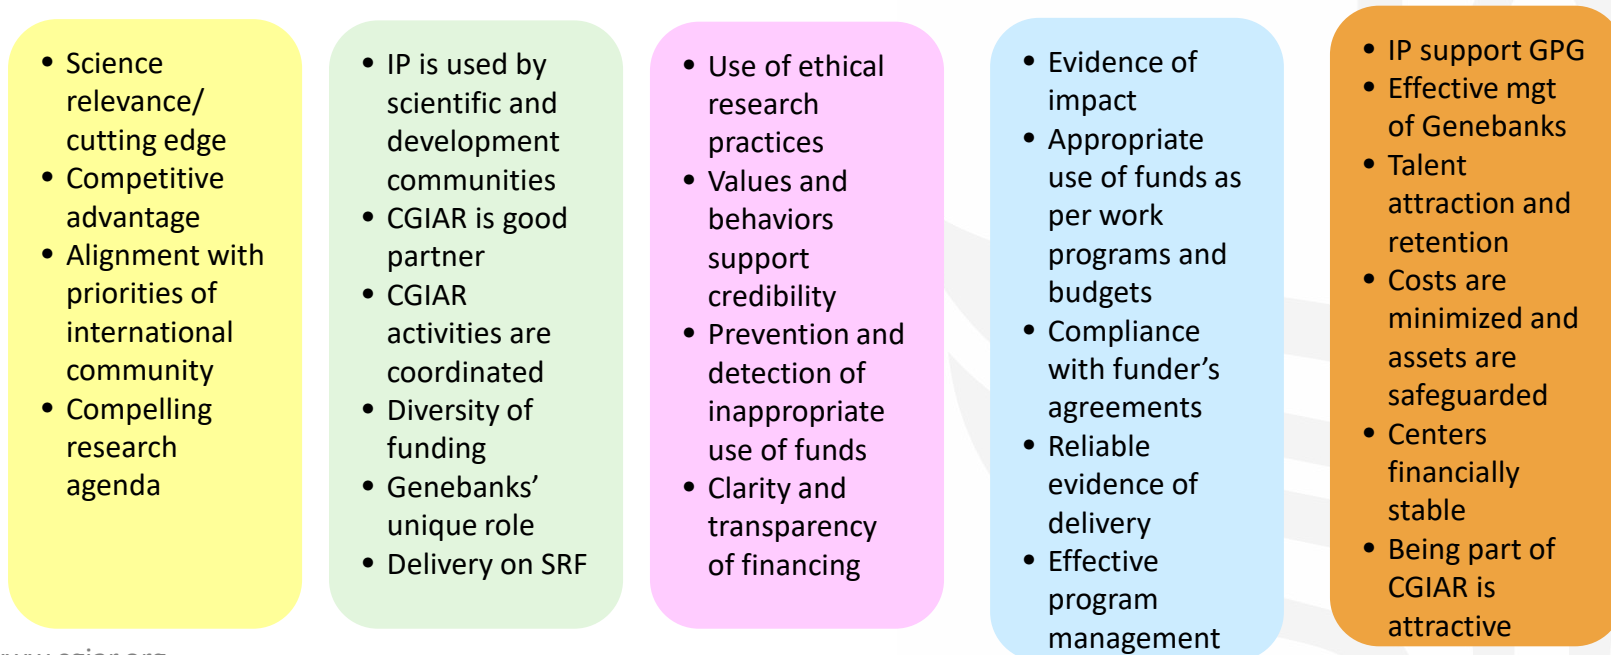 • Science
relevance/
cutting edge
• Competitive
advantage
• Alignment with
priorities of
international
community
• Compelling
research
agenda
• IP is used by
scientific and
development
communities
• CGIAR is good
partner
• CGIAR
activities are
coordinated
• Diversity of
funding
• Genebanks’
unique role
• Delivery on SRF
• Use of ethical
research
practices
• Values and
behaviors
support
credibility
• Prevention and
detection of
inappropriate
use of funds
• Clarity and
transparency
of financing
• Evidence of
impact
• Appropriate
use of funds as
per work
programs and
budgets
• Compliance
with funder’s
agreements
• Reliable
evidence of
delivery
• Effective
program
management
• IP support GPG
• Effective mgt
of Genebanks
• Talent
attraction and
retention
• Costs are
minimized and
assets are
safeguarded
• Centers
financially
stable
• Being part of
CGIAR is
attractive